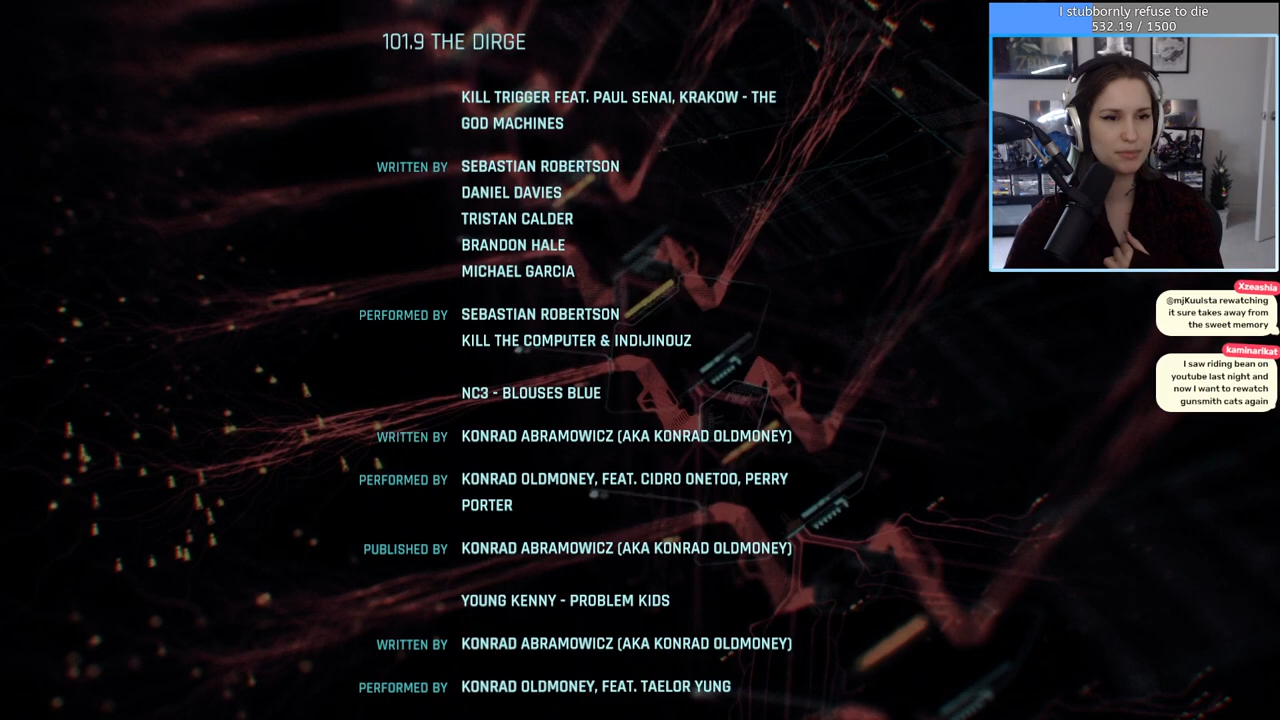 101.9 THE DIRGE
KILL TRIGGER FEAT. PAUL SENAI, KRAKOW - THE
GOD MACHINES
WRITTEN BY SEBASTIAN ROBERTSON
DANIEL DAVIES
TRISTAN CALDER
BRANDON HALE
MICHAEL GARCIA
PERFORMED BY SEBASTIAN ROBERTSON
KILL THE COMPUTER & INDIJINOUZ
NC3 - BLOUSES BLUE
WRITTEN BY KONRAD ABRAMOWICZ (AKA KONRAD OLDMONEY)
PERFORMED BY KONRAD OLDMONEY, FEAT. CIDRO ONETOO, PERRY
PORTER
PUBLISHED BY KONRAD ABRAMOWICZ (AKA KONRAD OLDMONEY)
YOUNG KENNY - PROBLEM KIDS
WRITTEN BY KONRAD ABRAMOWICZ (AKA KONRAD OLDMONEY)
PERFORMED BY KONRAD OLDMONEY, FEAT. TAELOR YUNG
I stubbornly refuse to die
532.19 / 1500
Xzeashia
@mjKuulsta rewatching
it sure takes away from
the sweet memory
kaminarikat
I saw riding bean on
youtube last night and
now I want to rewatch
gunsmith cats again